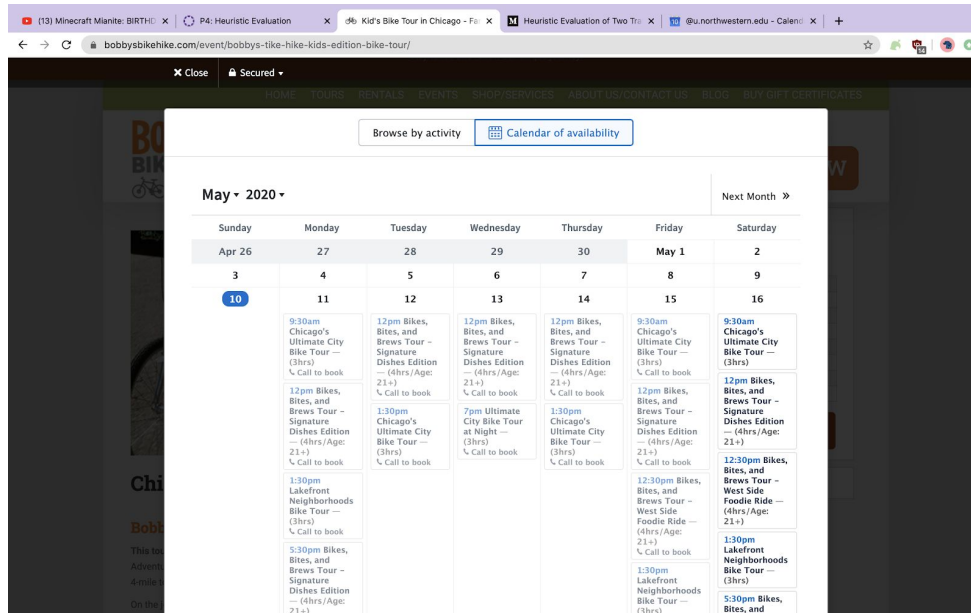 (13) Minecraft Mianite: BIRTHD
P4: Heuristic Evaluation
Kid's Bike Tour in Chicago - Fa
Heuristic Evaluation of Two Tra
@u.northwestern.edu - Calend
bobbysbikehike.com/event/bobbys-tike-hike-kids-edition-bike-tour/
Close
Secured
HOME TOURS RENTALS EVENTS SHOP/SERVICES ABOUT US/CONTACT US BLOG BUY GIFT CERTIFICATES
BO
BIK
W
Browse by activity
Calendar of availability
May 2020
Next Month »
Sunday Monday Tuesday Wednesday Thursday Friday Saturday
Apr 26 27 28 29 30 May 1 2
3 4 5 6 7 8 9
10 11 12 13 14 15 16
9:30am
Chicago's
Ultimate City
Bike Tour —
(3hrs)
Call to book
12pm Bikes,
Bites, and
Brews Tour –
Signature
Dishes Edition
— (4hrs/Age:
21+)
Call to book
1:30pm
Lakefront
Neighborhoods
Bike Tour —
(3hrs)
Call to book
5:30pm Bikes,
Bites, and
Brews Tour –
Signature
Dishes Edition
— (4hrs/Age:
21+)
12pm Bikes,
Bites, and
Brews Tour –
Signature
Dishes Edition
— (4hrs/Age:
21+)
Call to book
1:30pm
Chicago's
Ultimate City
Bike Tour —
(3hrs)
Call to book
12pm Bikes,
Bites, and
Brews Tour –
Signature
Dishes Edition
— (4hrs/Age:
21+)
Call to book
7pm Ultimate
City Bike Tour
at Night —
(3hrs)
Call to book
12pm Bikes,
Bites, and
Brews Tour –
Signature
Dishes Edition
— (4hrs/Age:
21+)
Call to book
1:30pm
Chicago's
Ultimate City
Bike Tour —
(3hrs)
Call to book
9:30am
Chicago's
Ultimate City
Bike Tour —
(3hrs)
Call to book
12pm Bikes,
Bites, and
Brews Tour –
Signature
Dishes Edition
— (4hrs/Age:
21+)
Call to book
12:30pm Bikes,
Bites, and
Brews Tour –
West Side
Foodie Ride —
(4hrs/Age:
21+)
Call to book
1:30pm
Lakefront
Neighborhoods
Bike Tour —
(3hrs)
9:30am
Chicago's
Ultimate City
Bike Tour —
(3hrs)
12pm Bikes,
Bites, and
Brews Tour –
Signature
Dishes Edition
— (4hrs/Age:
21+)
12:30pm Bikes,
Bites, and
Brews Tour –
West Side
Foodie Ride —
(4hrs/Age:
21+)
1:30pm
Lakefront
Neighborhoods
Bike Tour —
(3hrs)
5:30pm Bikes,
Bites, and
Chi
Bobb
This tou
Adventu
4-mile b
On the